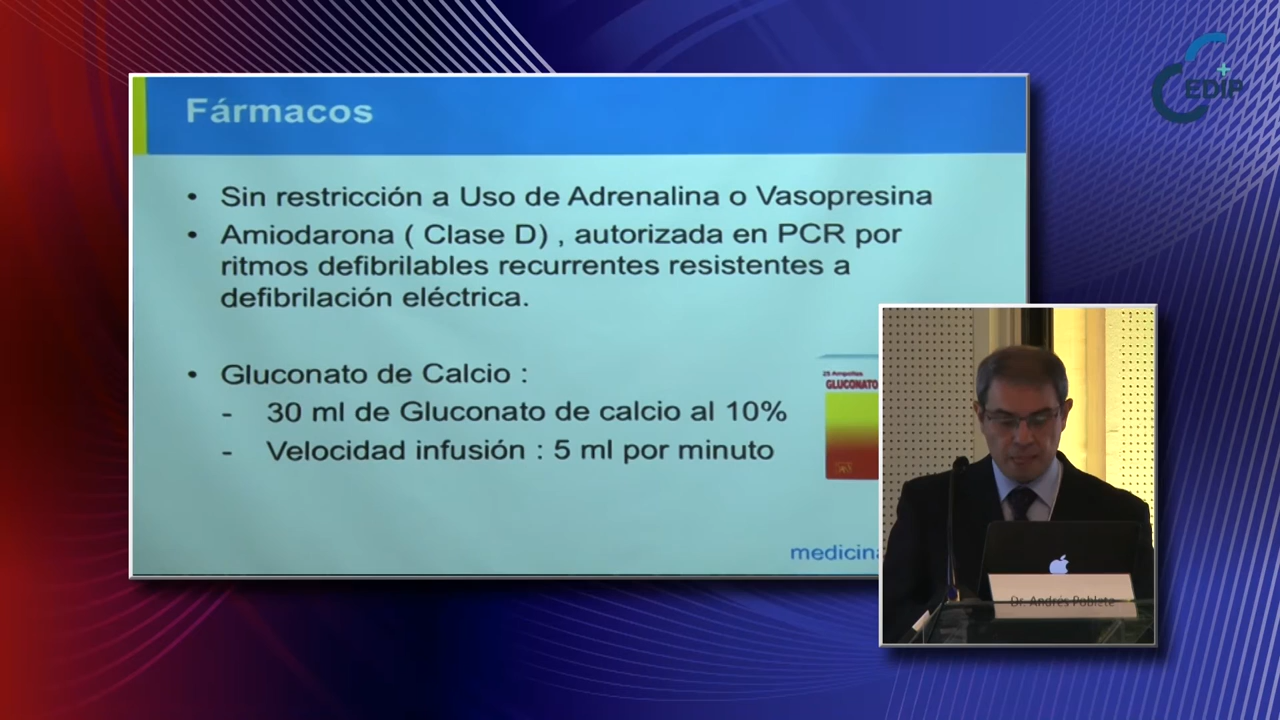 EDIP
Fármacos
• Sin restricción a Uso de Adrenalina o Vasopresina
• Amiodarona ( Clase D) , autorizada en PCR por
ritmos defibrilables recurrentes resistentes a
defibrilación eléctrica.
• Gluconato de Calcio :
- 30 ml de Gluconato de calcio al 10%
- Velocidad infusión : 5 ml por minuto
25 Ampollas
GLUCONATO
medicina
Dr. Andrés Poblete